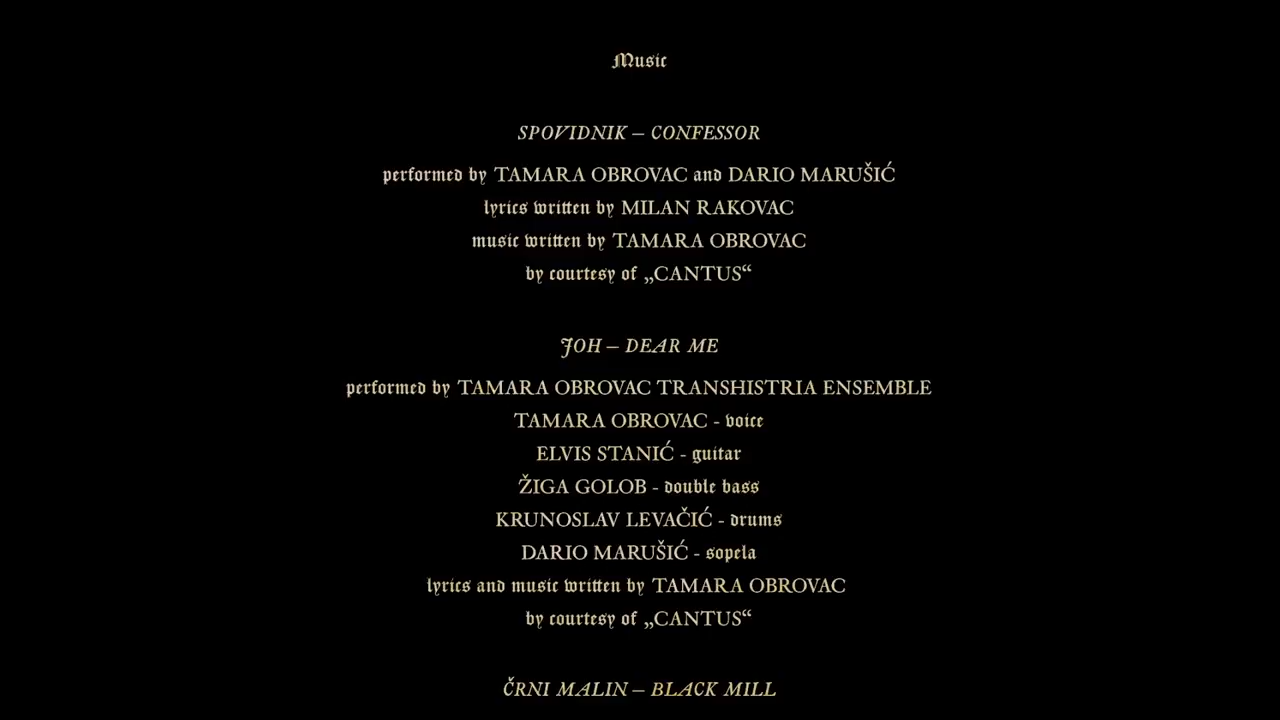 Music
SPOVIDNIK – CONFESSOR
performed by TAMARA OBROVAC and DARIO MARUŠIĆ
lyrics written by MILAN RAKOVAC
music written by TAMARA OBROVAC
by courtesy of „CANTUS“
JOH – DEAR ME
performed by TAMARA OBROVAC TRANSHISTRIA ENSEMBLE
TAMARA OBROVAC - voice
ELVIS STANIĆ - guitar
ŽIGA GOLOB - double bass
KRUNOSLAV LEVAČIĆ - drums
DARIO MARUŠIĆ - sopela
lyrics and music written by TAMARA OBROVAC
by courtesy of „CANTUS“
ČRNI MALIN – BLACK MILL